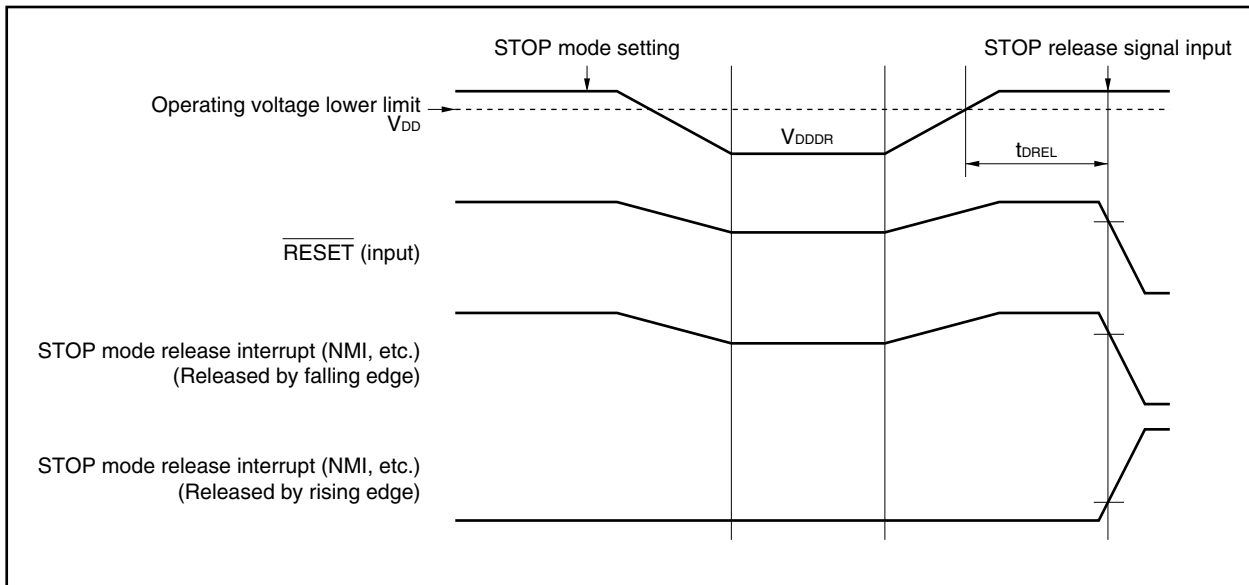 STOP mode setting
STOP release signal input
Operating voltage lower limit
VDD
VDDDR
tDREL
RESET (input)
STOP mode release interrupt (NMI, etc.)
(Released by falling edge)
STOP mode release interrupt (NMI, etc.)
(Released by rising edge)